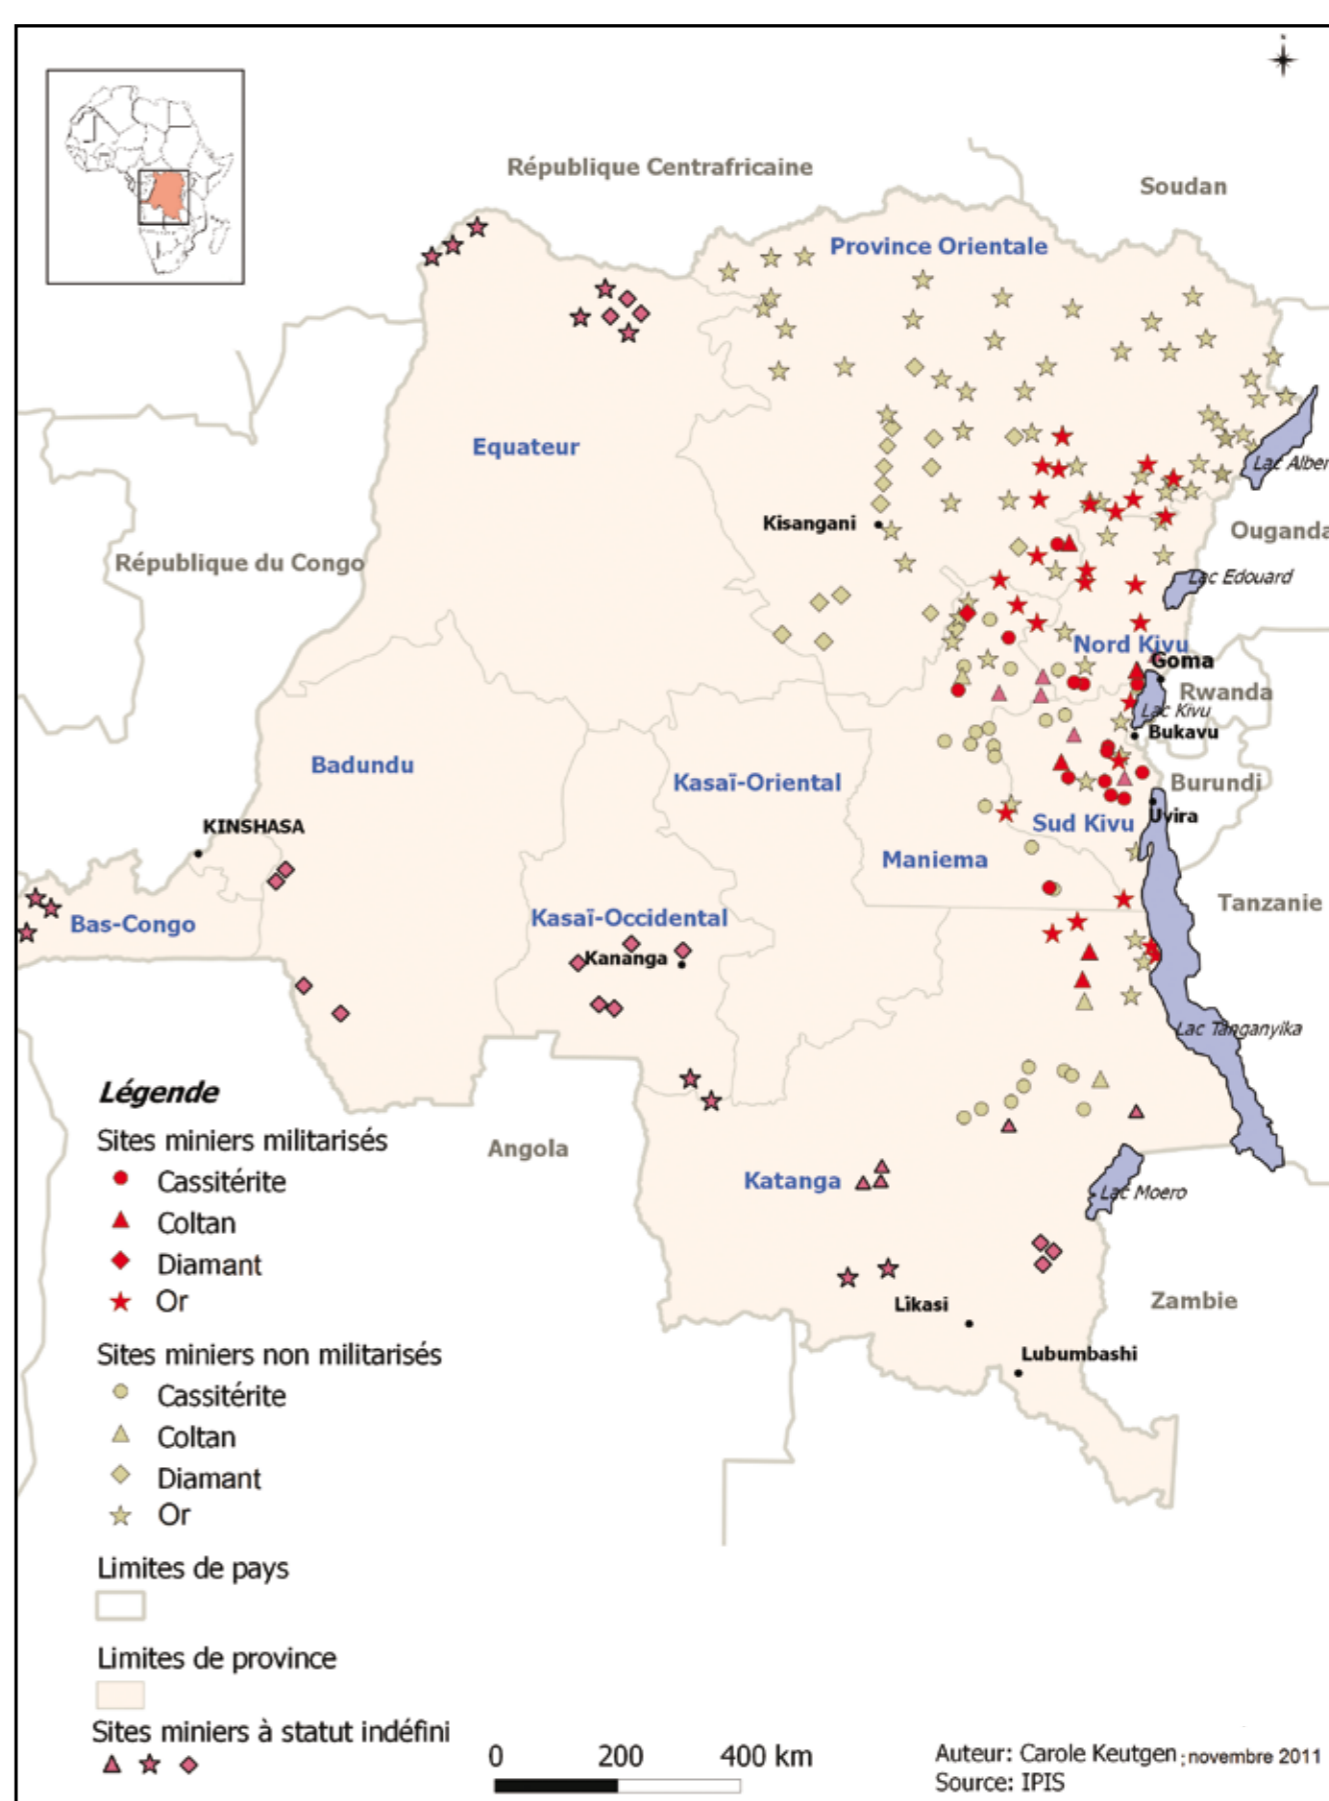 République Centrafricaine
Soudan
Province Orientale
Equateur
Lac Alber
Kisangani
Ouganda
République du Congo
Lac Edouard
Nord Kivu
Goma
Rwanda
Lac Kivu
Bukavu
Badundu
Kasaï-Oriental
Burundi
Uvira
Sud Kivu
KINSHASA
Maniema
Tanzanie
Bas-Congo
Kasaï-Occidental
Kananga
Lac Tanganyika
Légende
Sites miniers militarisés
Cassitérite
Coltan
Diamant
Or
Sites miniers non militarisés
Cassitérite
Coltan
Diamant
Or
Limites de pays
Limites de province
Sites miniers à statut indéfini
Angola
Katanga
Lac Moero
Zambie
Likasi
Lubumbashi
0 200 400 km
Auteur: Carole Keutgen ; novembre 2011
Source: IPIS